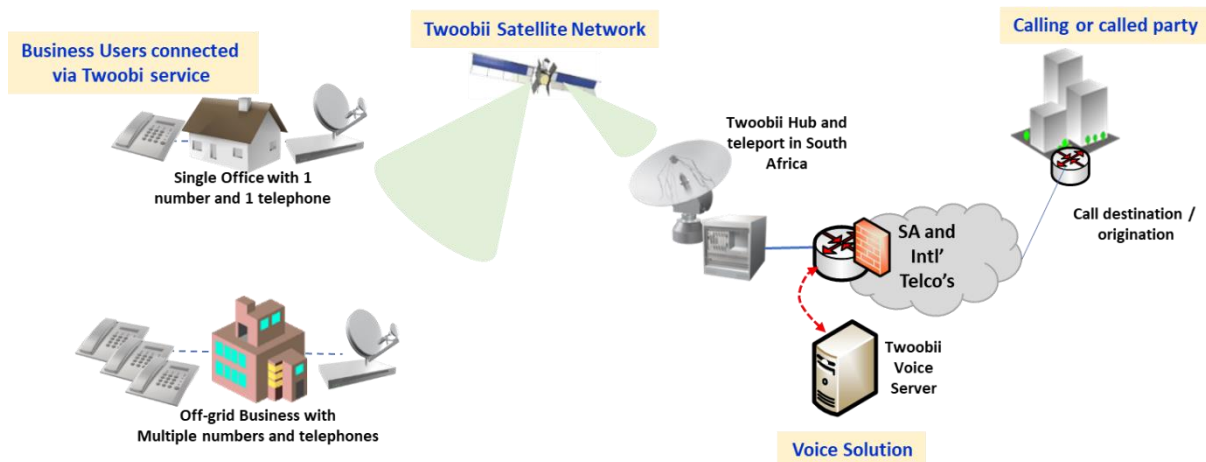 Business Users connected
via Twoobi service
Single Office with 1
number and 1 telephone
Off-grid Business with
Multiple numbers and telephones
Twoobii Satellite Network
Twoobii Hub and
teleport in South
Africa
SA and
Intl'
Telco's
Twoobii
Voice
Server
Voice Solution
Calling or called party
Call destination /
origination